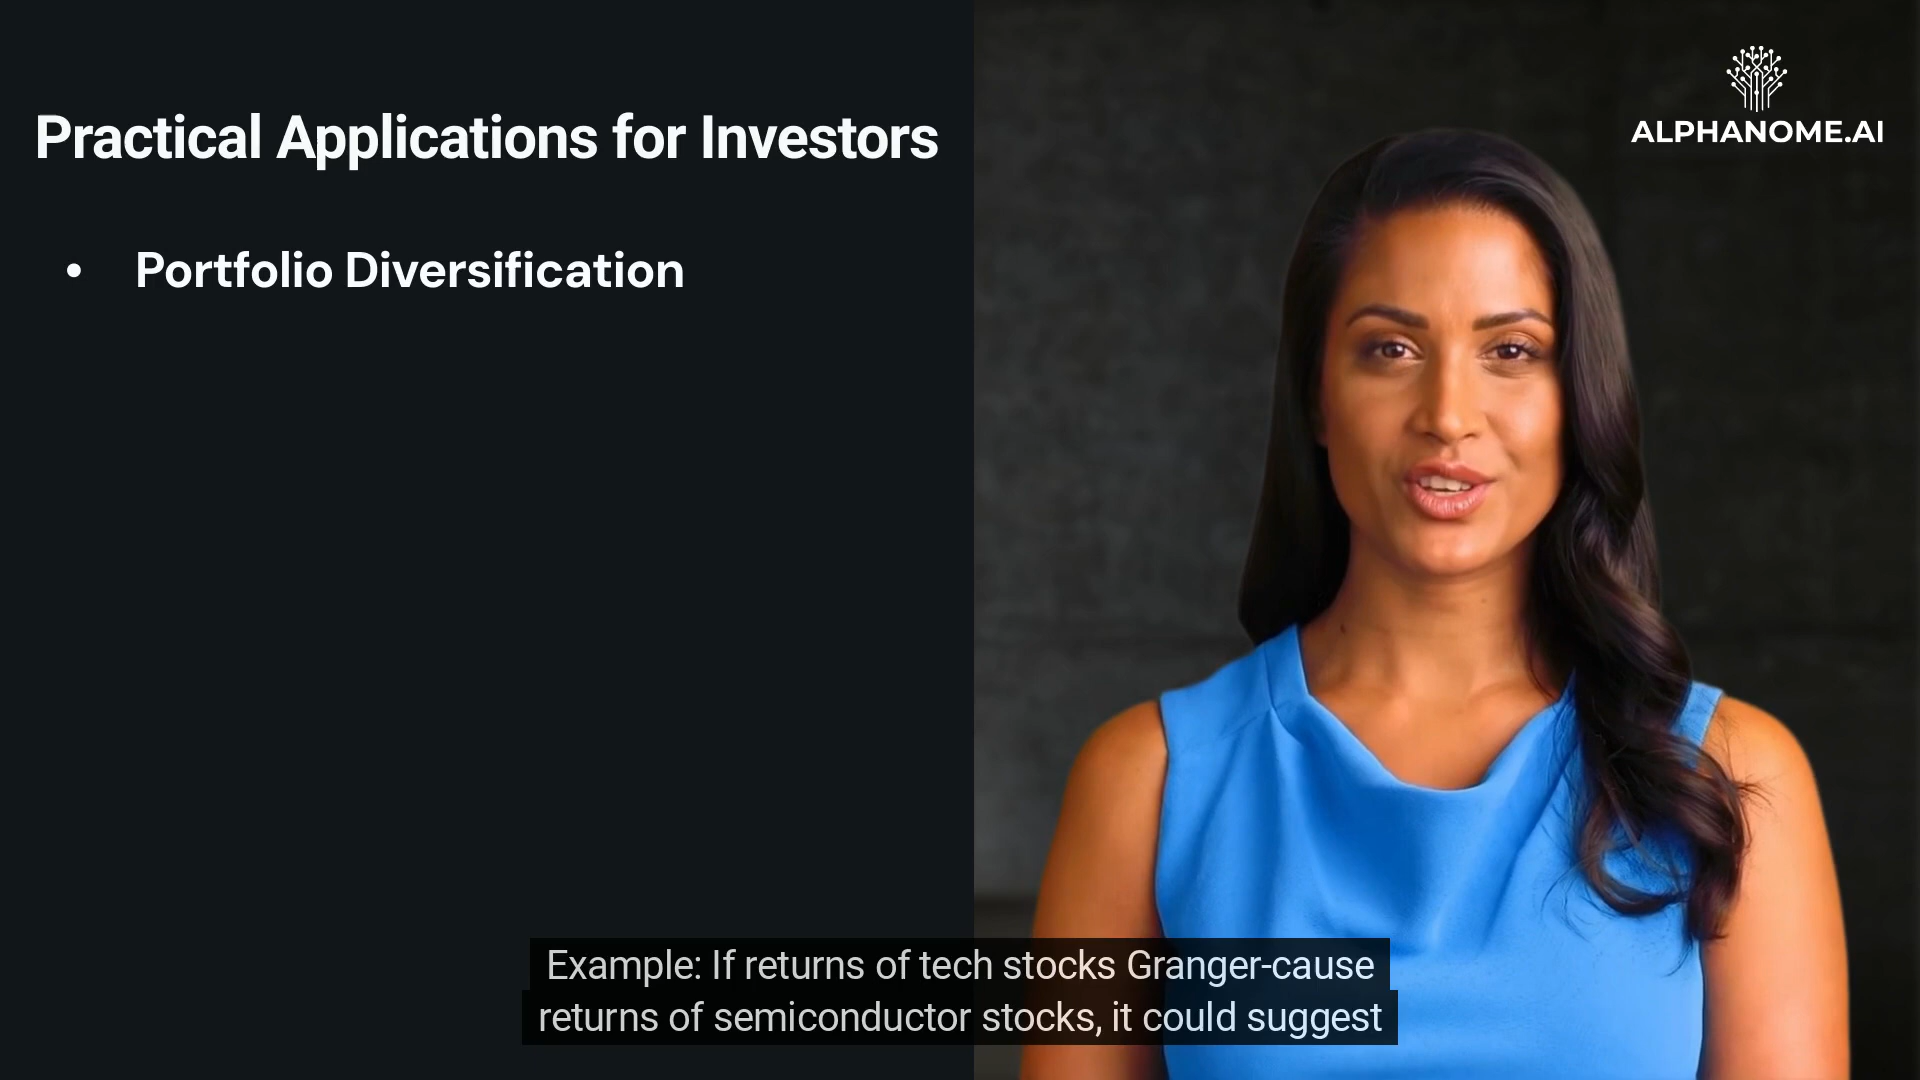 Practical Applications for Investors
ALPHANOME.AI
• Portfolio Diversification
Example: If returns of tech stocks Granger-cause
returns of semiconductor stocks, it could suggest